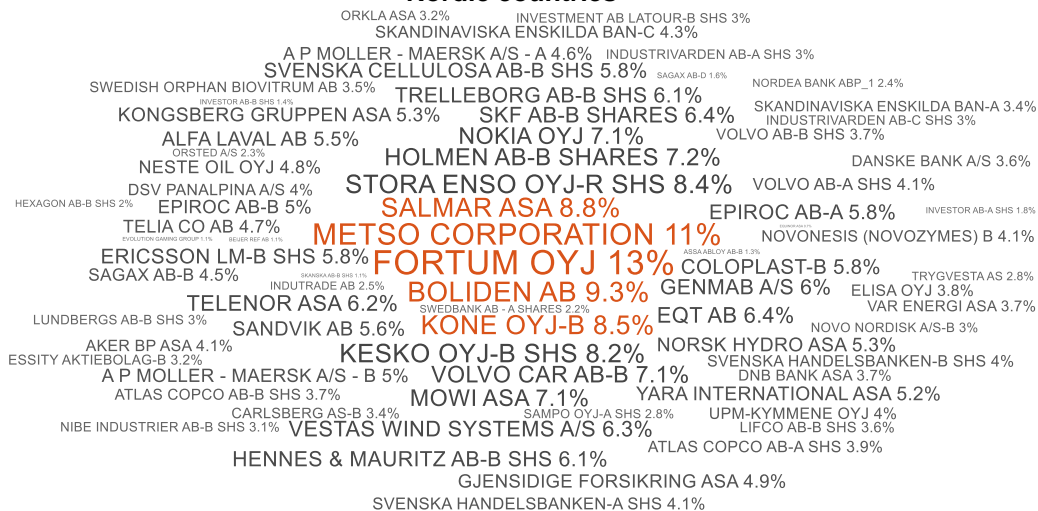 Nordic countries
ORKLA ASA 3.2%
INVESTMENT AB LATOUR-B SHS 3%
SKANDINAVISKA ENSKILDA BAN-C 4.3%
A P MOLLER - MAERSK A/S - A 4.6%
INDUSTRIVARDEN AB-A SHS 3%
SVENSKA CELLULOSA AB-B SHS 5.8%
SAGAX AB-D 1.6%
SWEDISH ORPHAN BIOVITRUM AB 3.5%
NORDEA BANK ABP_1 2.4%
TRELLEBORG AB-B SHS 6.1%
INVESTOR AB-B SHS 1.4%
SKANDINAVISKA ENSKILDA BAN-A 3.4%
KONGSBERG GRUPPEN ASA 5.3%
SKF AB-B SHARES 6.4%
INDUSTRIVARDEN AB-C SHS 3%
ALFA LAVAL AB 5.5%
NOKIA OYJ 7.1%
VOLVO AB-B SHS 3.7%
ORSTED A/S 2.3%
HOLMEN AB-B SHARES 7.2%
DANSKE BANK A/S 3.6%
NESTE OIL OYJ 4.8%
STORA ENSO OYJ-R SHS 8.4%
VOLVO AB-A SHS 4.1%
DSV PANALPINA A/S 4%
HEXAGON AB-B SHS 2%
EPIROC AB-B 5%
SALMAR ASA 8.8%
EPIROC AB-A 5.8%
INVESTOR AB-A SHS 1.8%
TELIA CO AB 4.7%
METSO CORPORATION 11%
NOVONESIS (NOVOZYMES) B 4.1%
EVOLUTION GAMING GROUP 1.1%
BEIJER REF AB 1.1%
ERICSSON LM-B SHS 5.8%
FORTUM OYJ 13%
ASSA ABLOY AB-B 1.3%
COLOPLAST-B 5.8%
SAGAX AB-B 4.5%
SKANSKA AB-B SHS 1.1%
TRYGVESTA AS 2.8%
INDUTRADE AB 2.5%
BOLIDEN AB 9.3%
GENMAB A/S 6%
ELISA OYJ 3.8%
TELENOR ASA 6.2%
SWEDBANK AB - A SHARES 2.2%
EQT AB 6.4%
VAR ENERGI ASA 3.7%
LUNDBERGS AB-B SHS 3%
SANDVIK AB 5.6%
KONE OYJ-B 8.5%
NOVO NORDISK A/S-B 3%
AKER BP ASA 4.1%
KESKO OYJ-B SHS 8.2%
NORSK HYDRO ASA 5.3%
ESSITY AKTIEBOLAG-B 3.2%
SVENSKA HANDELSBANKEN-B SHS 4%
A P MOLLER - MAERSK A/S - B 5%
VOLVO CAR AB-B 7.1%
DNB BANK ASA 3.7%
ATLAS COPCO AB-B SHS 3.7%
MOWI ASA 7.1%
YARA INTERNATIONAL ASA 5.2%
CARLSBERG AS-B 3.4%
SAMPO OYJ-A SHS 2.8%
UPM-KYMMENE OYJ 4%
NIBE INDUSTRIER AB-B SHS 3.1%
VESTAS WIND SYSTEMS A/S 6.3%
LIFCO AB-B SHS 3.6%
ATLAS COPCO AB-A SHS 3.9%
HENNES & MAURITZ AB-B SHS 6.1%
GJENSIDIGE FORSIKRING ASA 4.9%
SVENSKA HANDELSBANKEN-A SHS 4.1%